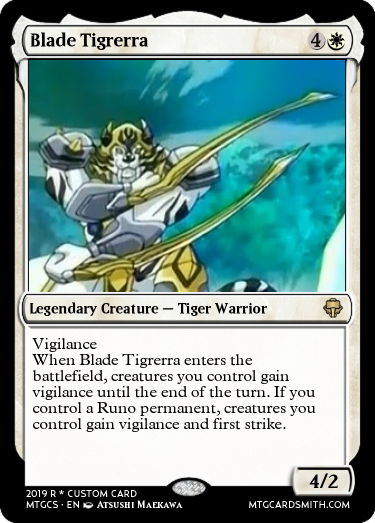 Blade Tigrerra 4
Legendary Creature — Tiger Warrior
Vigilance
When Blade Tigrerra enters the
battlefield, creatures you control gain
vigilance until the end of the turn. If you
control a Runo permanent, creatures you
control gain vigilance and first strike.
4/2
2019 R * CUSTOM CARD
MTGCS · EN Atsushi Maekawa MTGCARDSMITH.COM